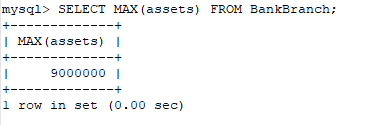 mysql> SELECT MAX(assets) FROM BankBranch;
+-------------+
| MAX(assets) |
+-------------+
|     9000000 |
+-------------+
1 row in set (0.00 sec)